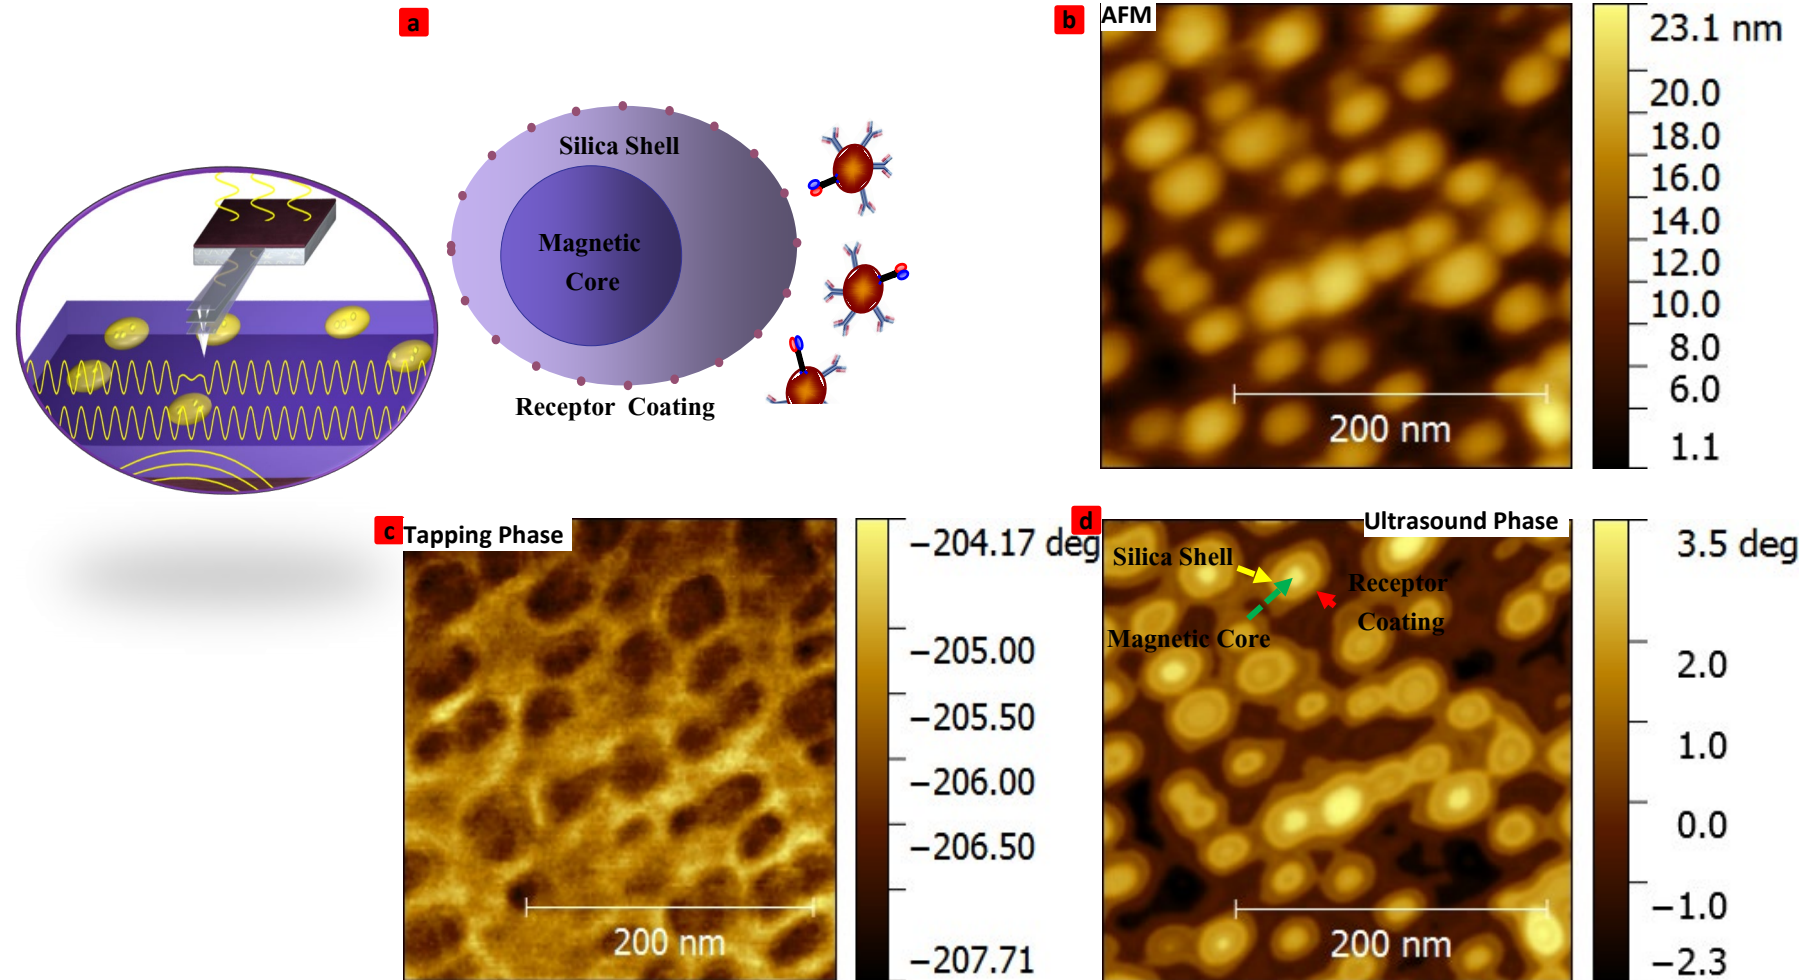 a
Silica Shell
Magnetic
Core
Receptor Coating
b
AFM
200 nm
23.1 nm
20.0
18.0
16.0
14.0
12.0
10.0
8.0
6.0
1.1
c
Tapping Phase
200 nm
−204.17 deg
−205.00
−205.50
−206.00
−206.50
−207.71
d
Ultrasound Phase
Silica Shell
Receptor
Coating
Magnetic Core
200 nm
3.5 deg
2.0
1.0
0.0
−1.0
−2.3